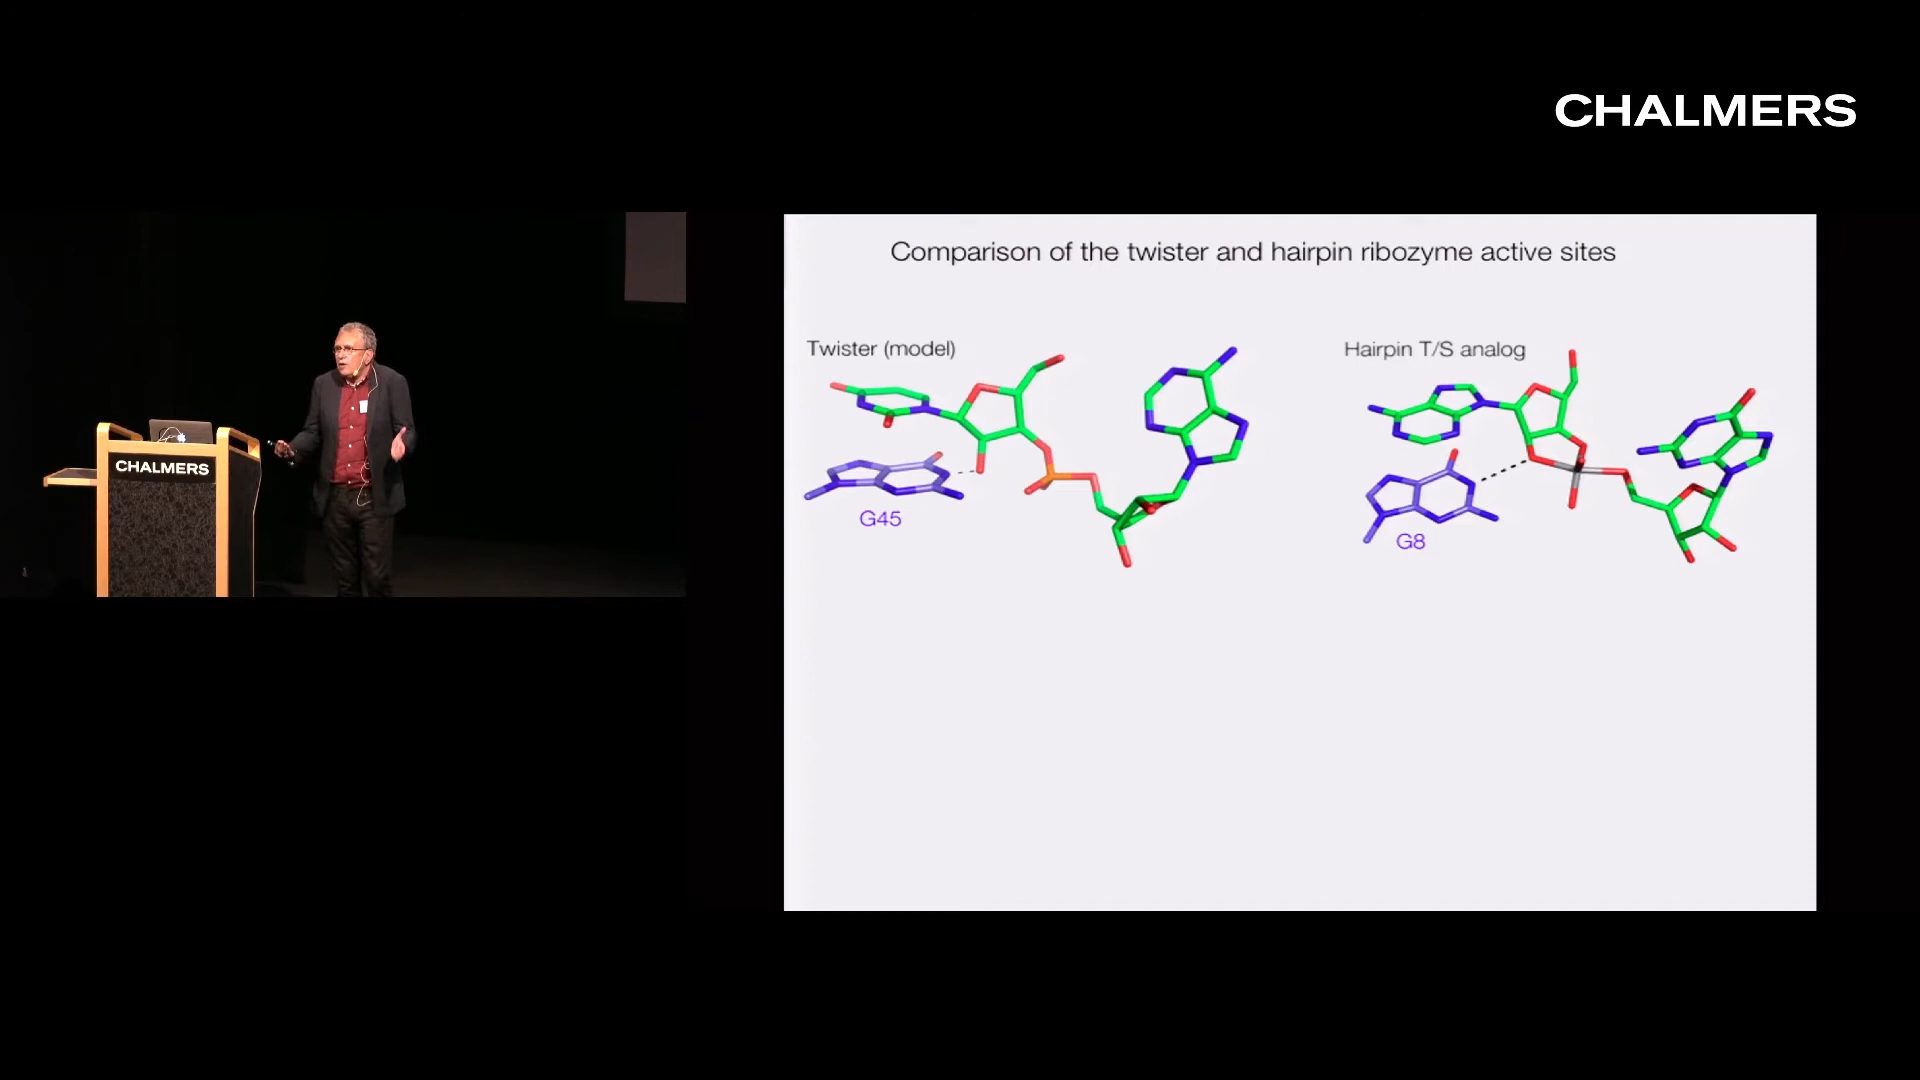 CHALMERS
CHALMERS
Comparison of the twister and hairpin ribozyme active sites
Twister (model)
Hairpin T/S analog
G45
G8